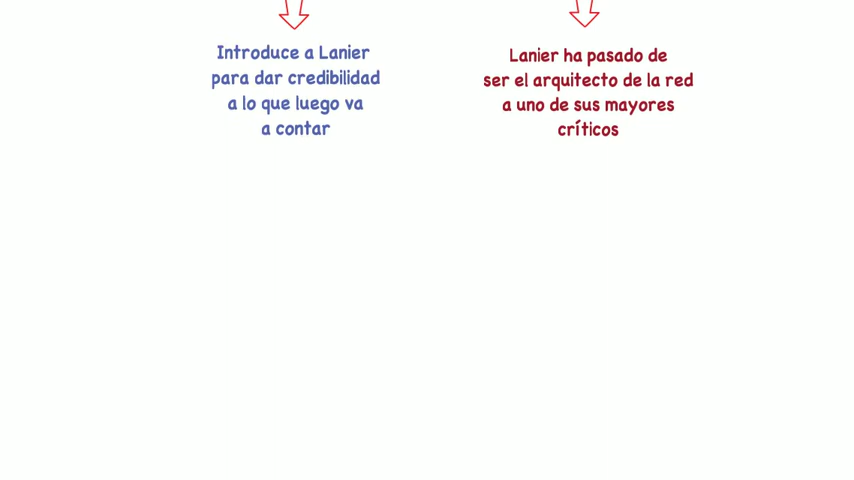 Introduce a Lanier
para dar credibilidad
a lo que luego va
a contar
Lanier ha pasado de
ser el arquitecto de la red
a uno de sus mayores
críticos